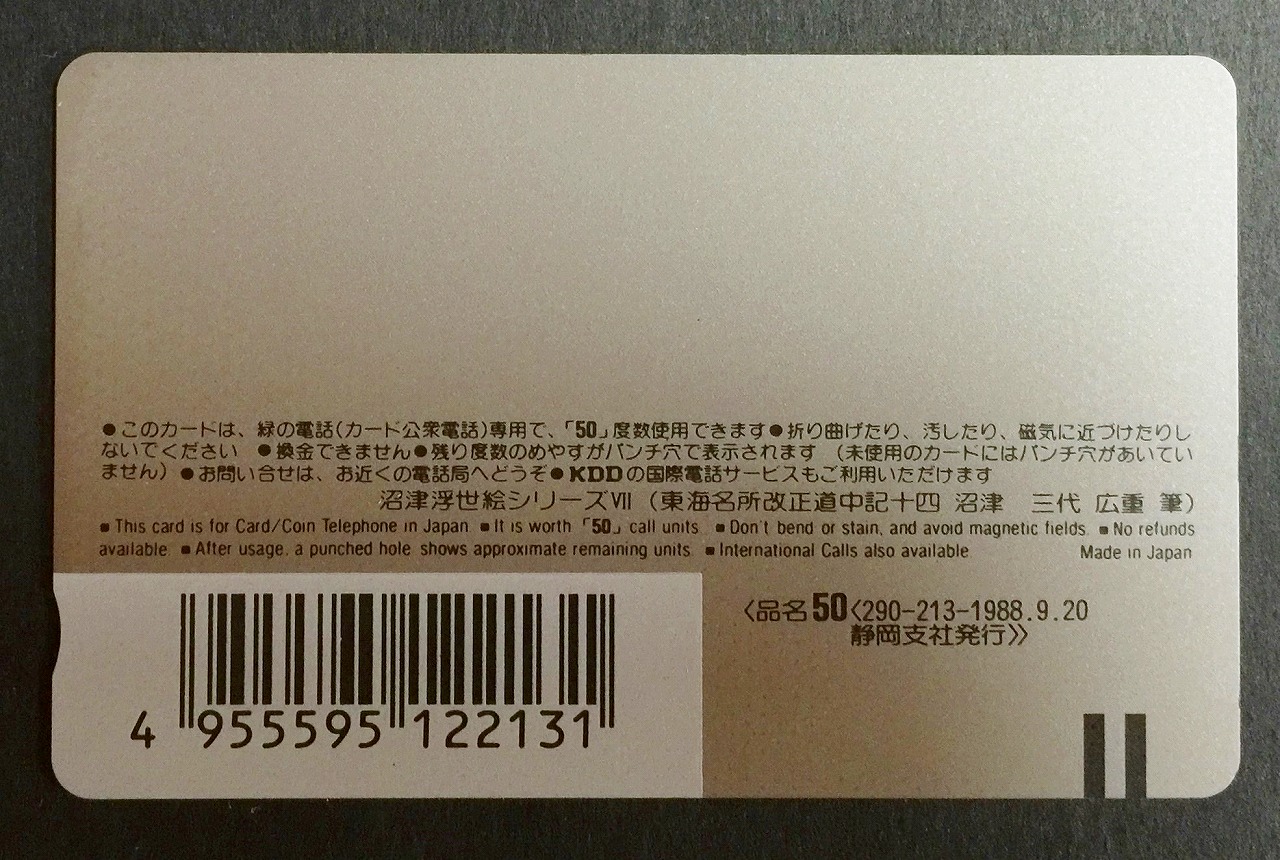 ●このカードは、緑の電話(カード公衆電話)専用で、「50」度数使用できます●折り曲げたり、汚したり、磁気に近づけたりし
ないでください ●換金できません●残り度数のめやすがパンチ穴で表示されます (未使用のカードにはパンチ穴があいてい
ません) ●お問い合せは、お近くの電話局へどうぞ●KDDの国際電話サービスもご利用いただけます
沼津浮世絵シリーズⅦ (東海名所改正道中記十四 沼津 三代 広重 筆)
■This card is for Card/Coin Telephone in Japan. ■It is worth 「50」 call units. ■Don't bend or stain, and avoid magnetic fields. ■No refunds
available. ■After usage, a punched hole shows approximate remaining units. ■International Calls also available. Made in Japan
〈品名50〈290-213-1988.9.20
静岡支社発行》
4 955595 122131